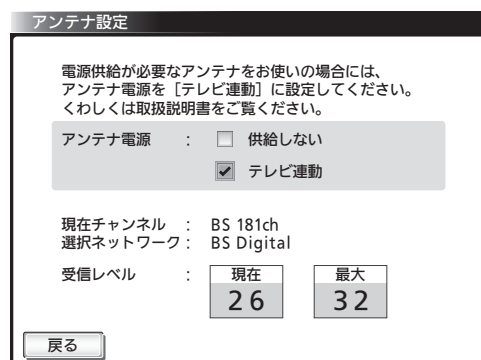 アンテナ設定
電源供給が必要なアンテナをお使いの場合には、
アンテナ電源を［テレビ連動］に設定してください。
くわしくは取扱説明書をご覧ください。
アンテナ電源 : 供給しない
テレビ連動
現在チャンネル : BS 181ch
選択ネットワーク : BS Digital
受信レベル : 現在 最大
26 32
戻る